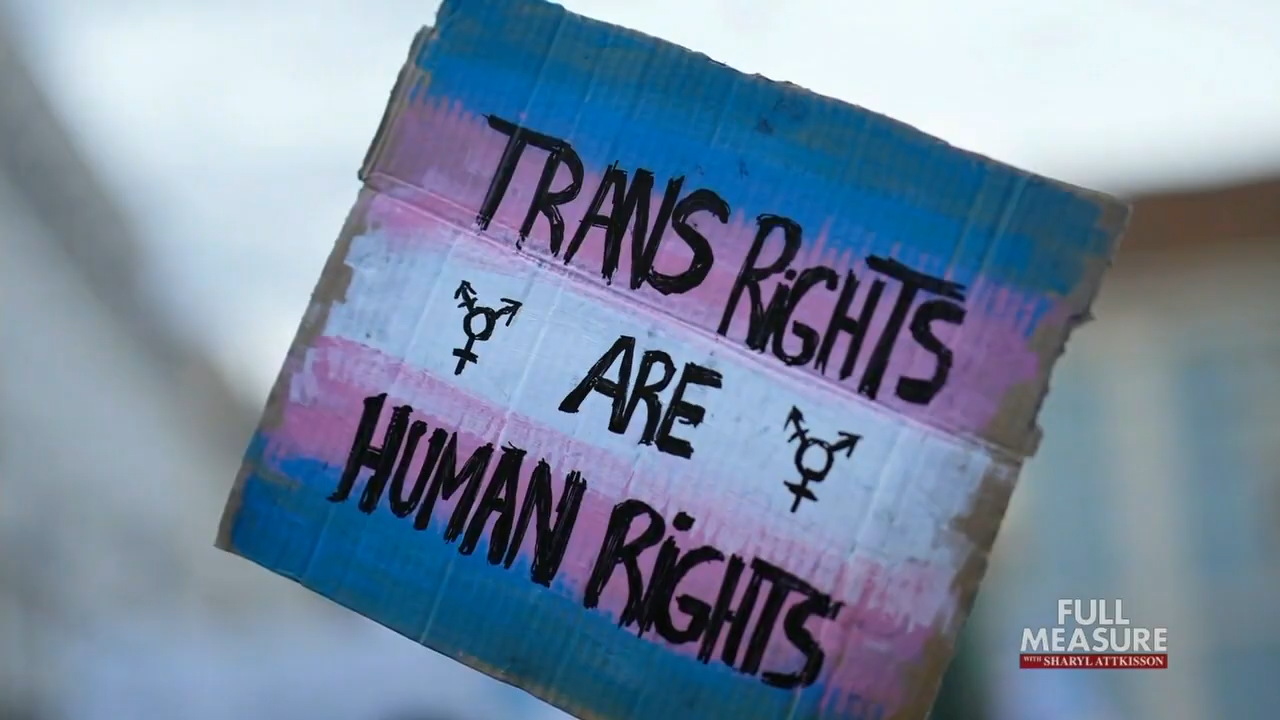 TRANS RiGHTS
ARE
HUMAN RiGHTS
FULL
MEASURE
WITH SHARYL ATTKISSON